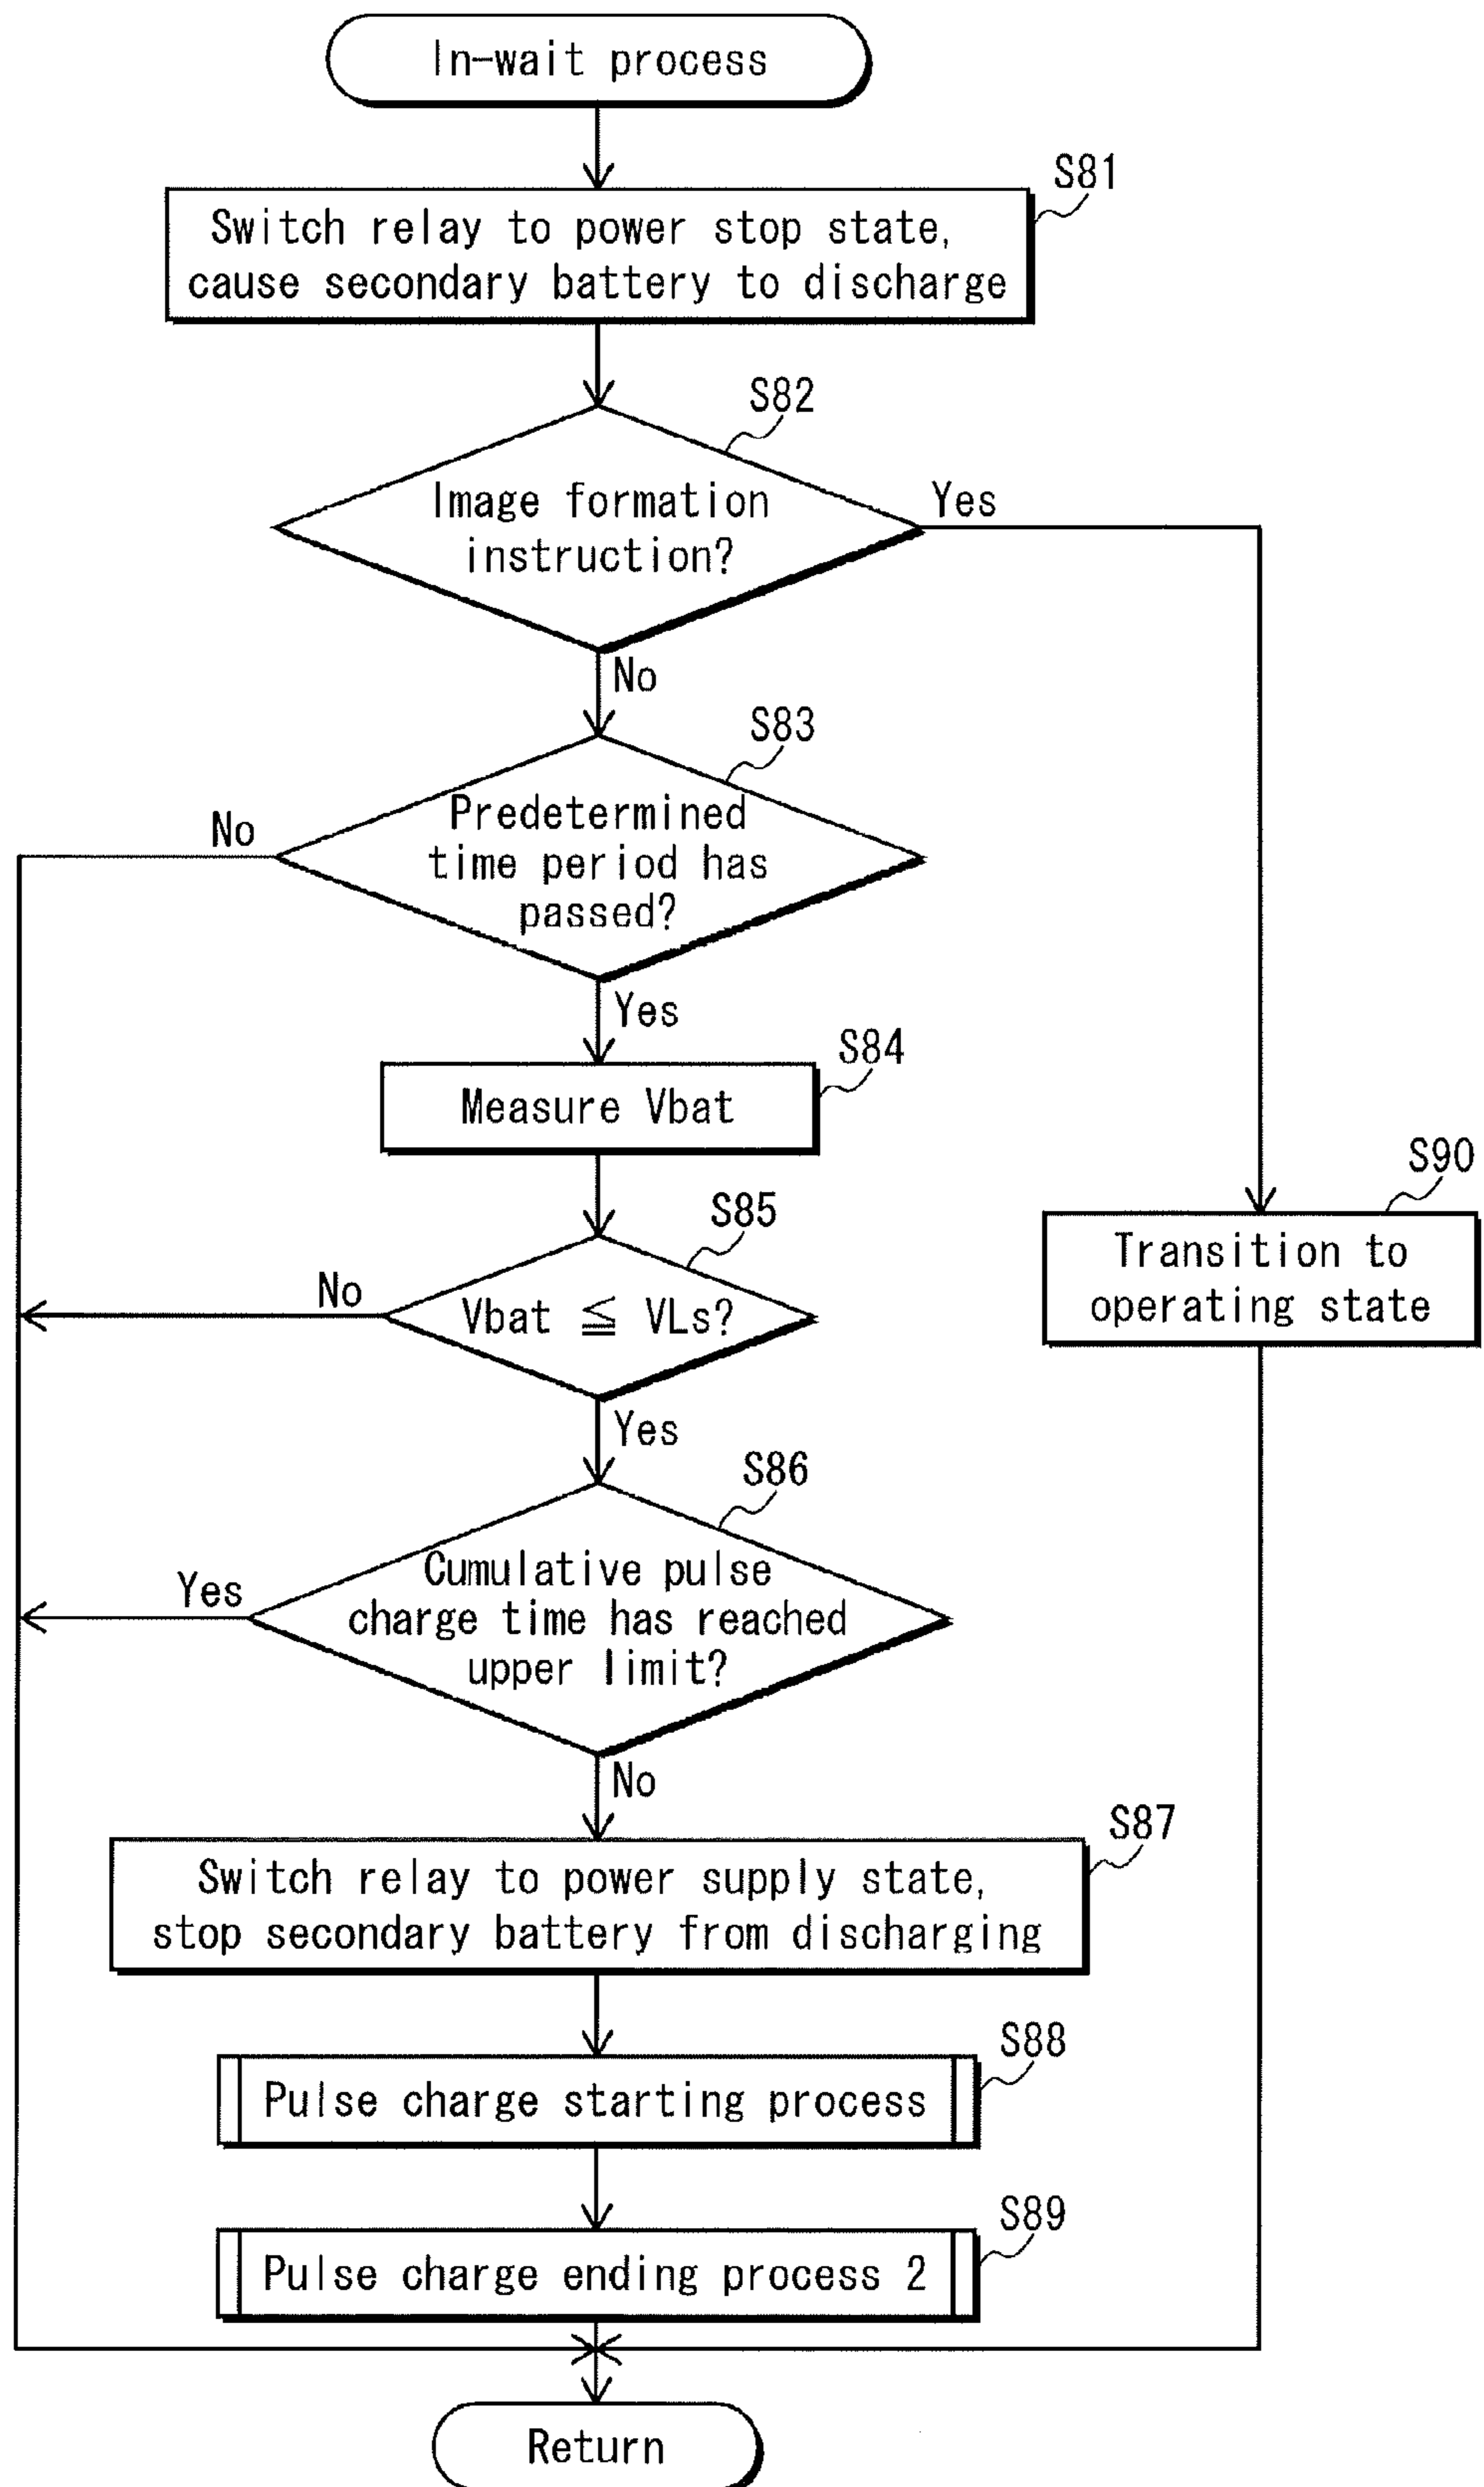 In-wait process
S81
Switch relay to power stop state,
cause secondary battery to discharge
S82
Image formation
instruction?
Yes
No
S83
Predetermined
time period has
passed?
No
Yes
S84
Measure Vbat
S85
Vbat ≦ VLs?
No
Yes
S90
Transition to
operating state
S86
Cumulative pulse
charge time has reached
upper limit?
Yes
No
S87
Switch relay to power supply state,
stop secondary battery from discharging
S88
Pulse charge starting process
S89
Pulse charge ending process 2
Return